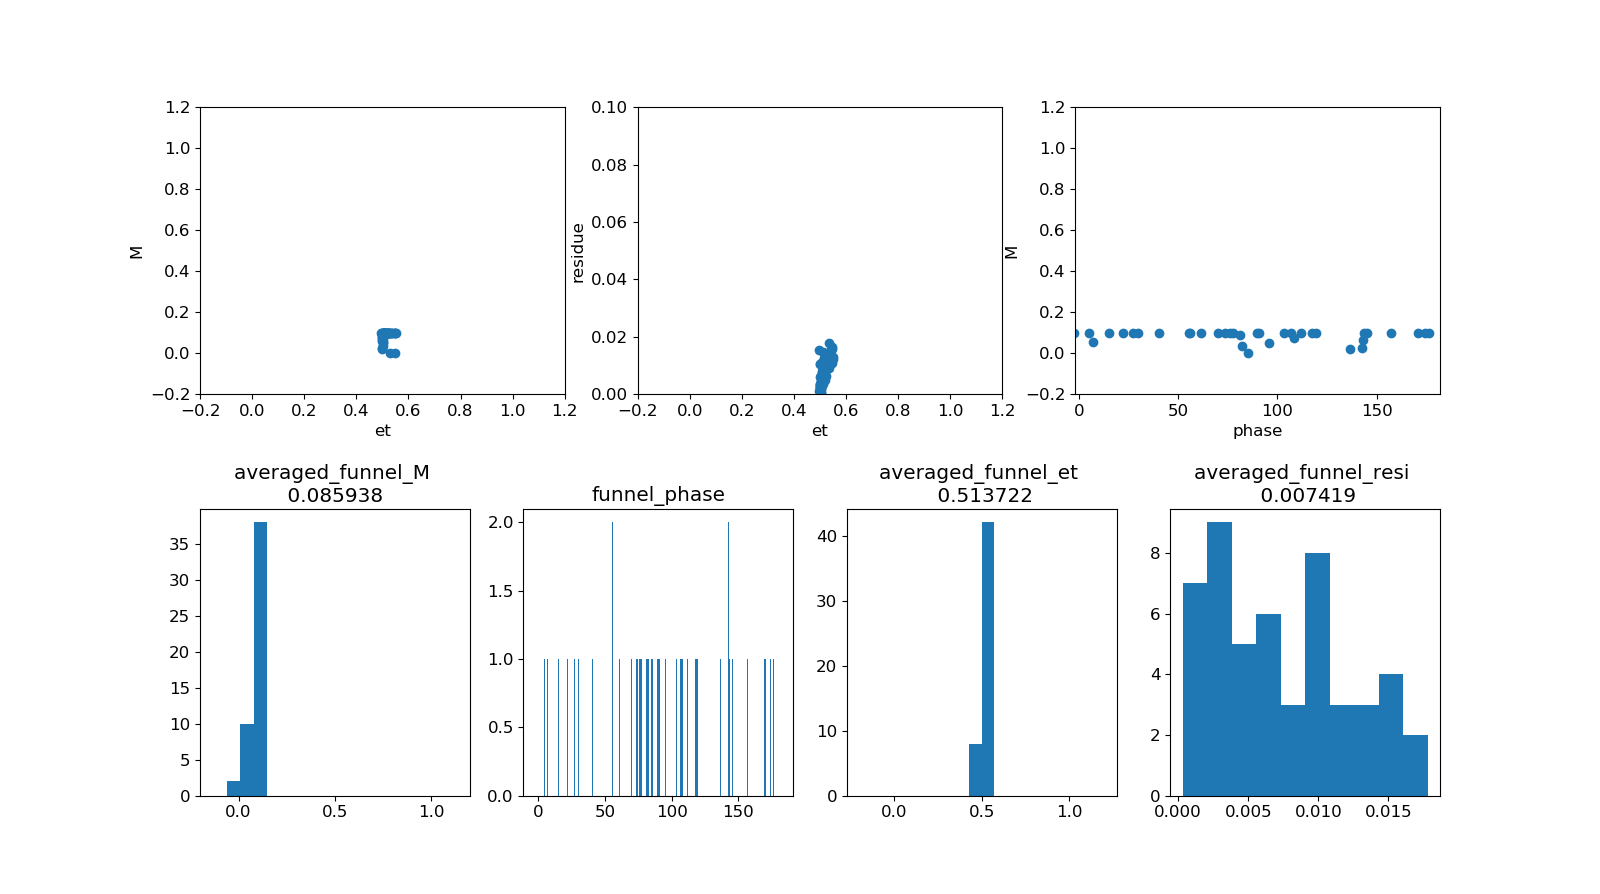 1.2
1.0
0.8
0.6
0.4
0.2
0.0
−0.2
M
−0.2 0.0 0.2 0.4 0.6 0.8 1.0 1.2
et
0.10
0.08
0.06
0.04
0.02
0.00
residue
−0.2 0.0 0.2 0.4 0.6 0.8 1.0 1.2
et
1.2
1.0
0.8
0.6
0.4
0.2
0.0
−0.2
M
0 50 100 150
phase
averaged_funnel_M
0.085938
35
30
25
20
15
10
5
0
0.0 0.5 1.0
funnel_phase
2.0
1.5
1.0
0.5
0.0
0 50 100 150
averaged_funnel_et
0.513722
40
30
20
10
0
0.0 0.5 1.0
averaged_funnel_resi
0.007419
8
6
4
2
0
0.000 0.005 0.010 0.015